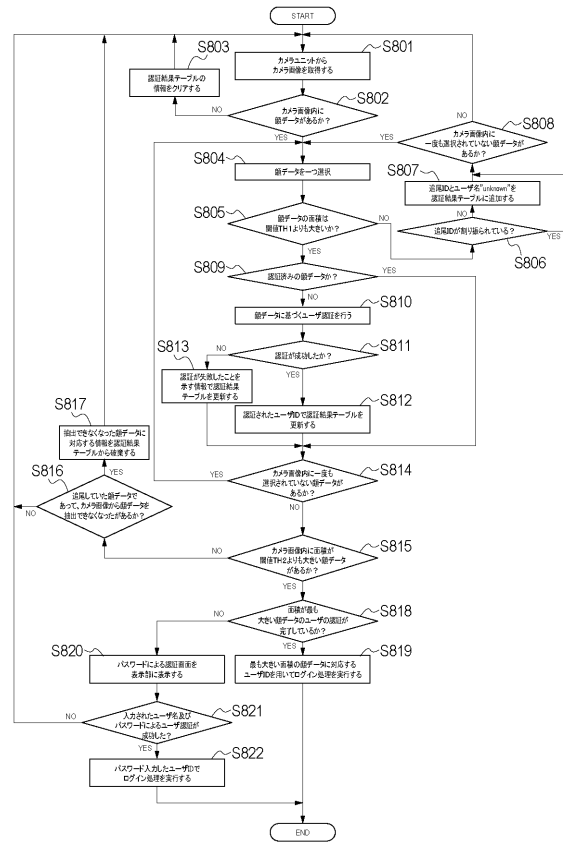 START
S801
カメラユニットから
カメラ画像を取得する
S802
カメラ画像内に
顔データがあるか？
NO
YES
S803
認証結果テーブルの
情報をクリアする
S804
顔データを一つ選択
S805
顔データの面積は
閾値TH1よりも大きいか？
NO
YES
S806
追尾IDが割り振られている？
NO
YES
S807
追尾IDとユーザ名"unknown"を
認証結果テーブルに追加する
S808
カメラ画像内に
一度も選択されていない顔データが
あるか？
NO
YES
S809
認証済みの顔データか？
YES
NO
S810
顔データに基づくユーザ認証を行う
S811
認証が成功したか？
NO
YES
S812
認証されたユーザIDで認証結果テーブルを
更新する
S813
認証が失敗したことを
示す情報で認証結果
テーブルを更新する
S814
カメラ画像内に一度も
選択されていない顔データが
あるか？
YES
NO
S815
カメラ画像内に面積が
閾値TH2よりも大きい顔データ
があるか？
NO
YES
S816
追尾していた顔データで
あって、カメラ画像から顔データを
抽出できなくなったがあるか？
NO
YES
S817
抽出できなくなった顔データに
対応する情報を認証結果
テーブルから破棄する
S818
面積が最も
大きい顔データのユーザの認証が
完了しているか？
NO
YES
S819
最も大きい面積の顔データに対応する
ユーザIDを用いてログイン処理を実行する
S820
パスワードによる認証画面を
表示部に表示する
S821
入力されたユーザ名及び
パスワードによるユーザ認証が
成功した？
NO
YES
S822
パスワード入力したユーザIDで
ログイン処理を実行する
END